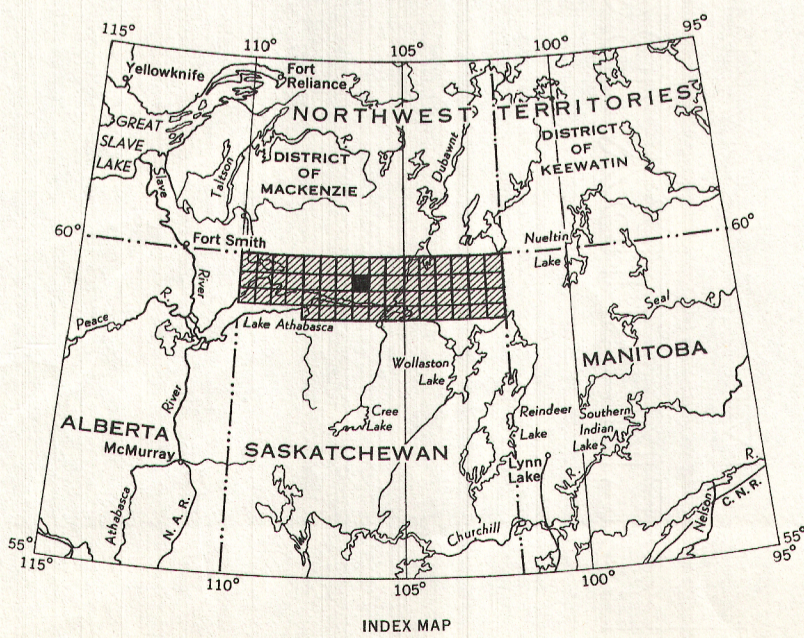 115°
110°
105°
100°
95°
Yellowknife
Fort
Reliance
R.
NORTHWEST TERRITORIES
GREAT
SLAVE
LAKE
Slave
River
Taltson
R.
DISTRICT
OF
MACKENZIE
Dubawnt
DISTRICT
OF
KEEWATIN
60°
60°
Fort Smith
Nueltin
Lake
Peace
R.
Lake Athabasca
Seal R.
Wollaston
Lake
MANITOBA
River
ALBERTA
McMurray
Cree
Lake
SASKATCHEWAN
Reindeer
Lake
Southern
Indian
Lake
Lynn
Lake
R.
Athabasca
N.A.R.
Churchill
Nelson
R.
C.N.R.
55°
55°
115°
110°
105°
100°
95°
INDEX MAP